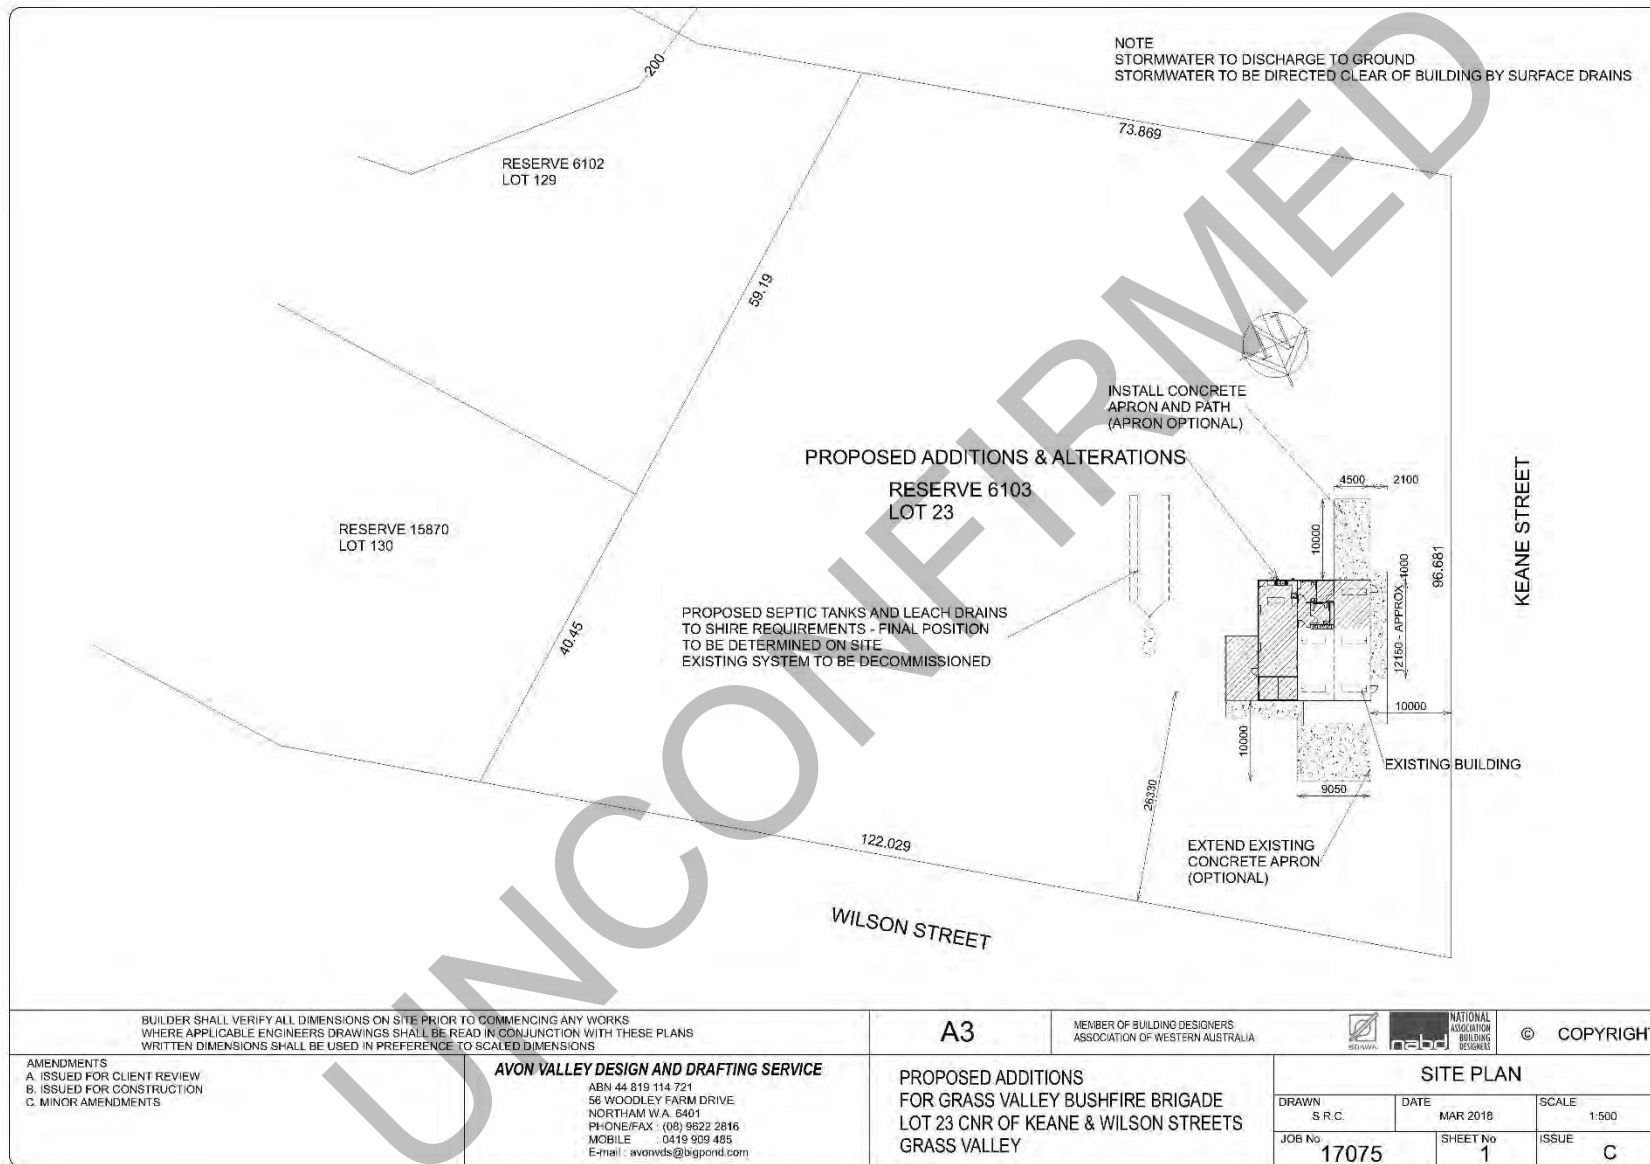 NOTE
STORMWATER TO DISCHARGE TO GROUND
STORMWATER TO BE DIRECTED CLEAR OF BUILDING BY SURFACE DRAINS
200
73.869
RESERVE 6102
LOT 129
59.19
INSTALL CONCRETE
APRON AND PATH
(APRON OPTIONAL)
PROPOSED ADDITIONS & ALTERATIONS
RESERVE 6103
LOT 23
4500
2100
KEANE STREET
RESERVE 15870
LOT 130
10000
96.681
1000
12150 - APPROX
PROPOSED SEPTIC TANKS AND LEACH DRAINS
TO SHIRE REQUIREMENTS - FINAL POSITION
TO BE DETERMINED ON SITE
EXISTING SYSTEM TO BE DECOMMISSIONED
40.45
10000
10000
EXISTING BUILDING
9050
26330
122.029
EXTEND EXISTING
CONCRETE APRON
(OPTIONAL)
WILSON STREET
UNCONFIRMED
BUILDER SHALL VERIFY ALL DIMENSIONS ON SITE PRIOR TO COMMENCING ANY WORKS
WHERE APPLICABLE ENGINEERS DRAWINGS SHALL BE READ IN CONJUNCTION WITH THESE PLANS
WRITTEN DIMENSIONS SHALL BE USED IN PREFERENCE TO SCALED DIMENSIONS
A3
MEMBER OF BUILDING DESIGNERS
ASSOCIATION OF WESTERN AUSTRALIA
BDAWA
nabd
NATIONAL
ASSOCIATION
BUILDING
DESIGNERS
© COPYRIGHT
AMENDMENTS
A. ISSUED FOR CLIENT REVIEW
B. ISSUED FOR CONSTRUCTION
C. MINOR AMENDMENTS
AVON VALLEY DESIGN AND DRAFTING SERVICE
ABN 44 819 114 721
56 WOODLEY FARM DRIVE
NORTHAM W.A. 6401
PHONE/FAX : (08) 9622 2816
MOBILE : 0419 909 485
E-mail : avonvds@bigpond.com
PROPOSED ADDITIONS
FOR GRASS VALLEY BUSHFIRE BRIGADE
LOT 23 CNR OF KEANE & WILSON STREETS
GRASS VALLEY
SITE PLAN
DRAWN
S.R.C.
DATE
MAR 2018
SCALE
1:500
JOB No
17075
SHEET No
1
ISSUE
C